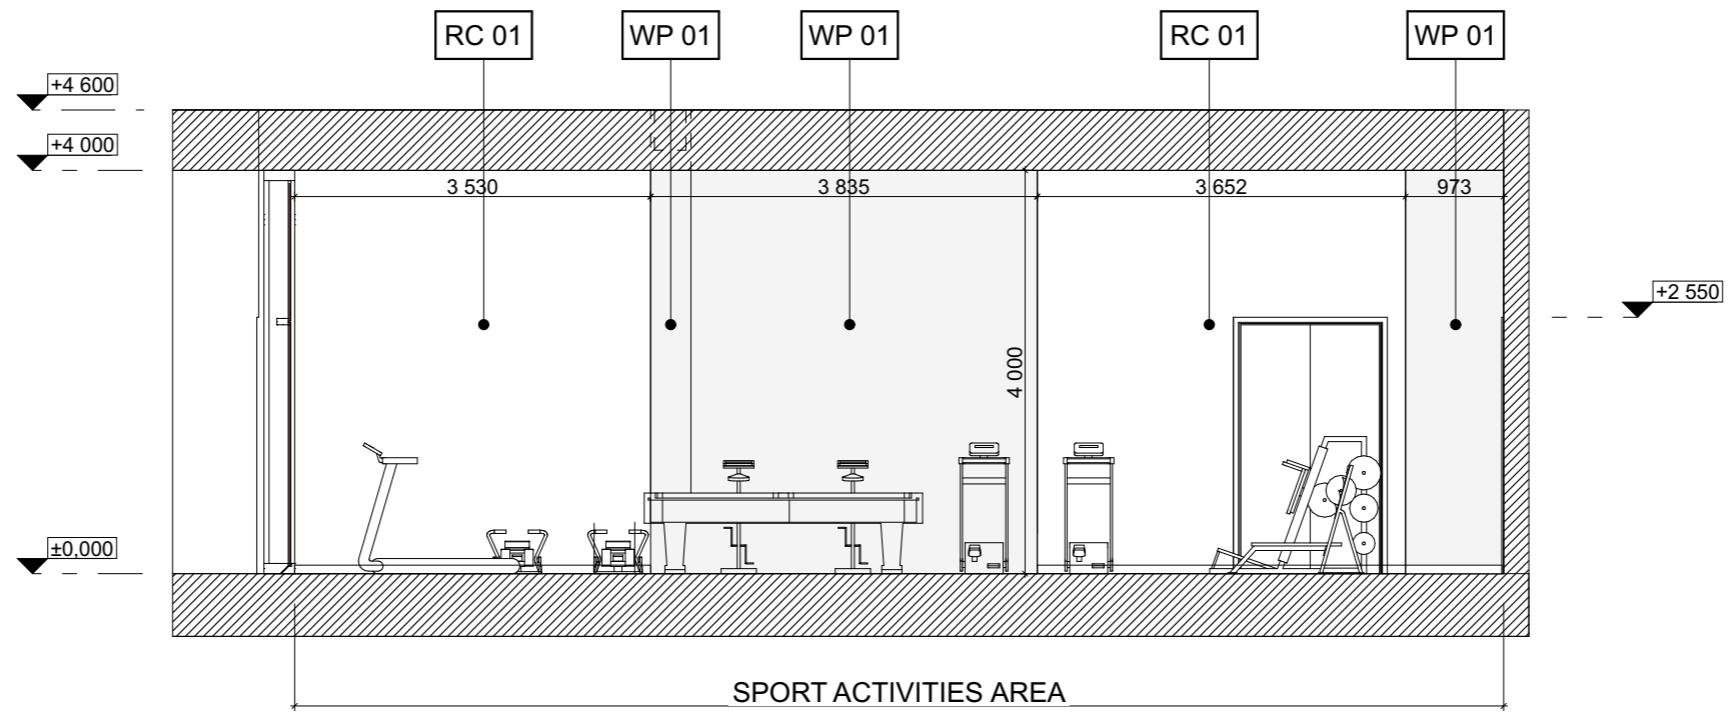 RC 01
WP 01
WP 01
RC 01
WP 01
+4 600
+4 000
3 530
3 835
3 652
973
+2 550
4 000
±0,000
SPORT ACTIVITIES AREA